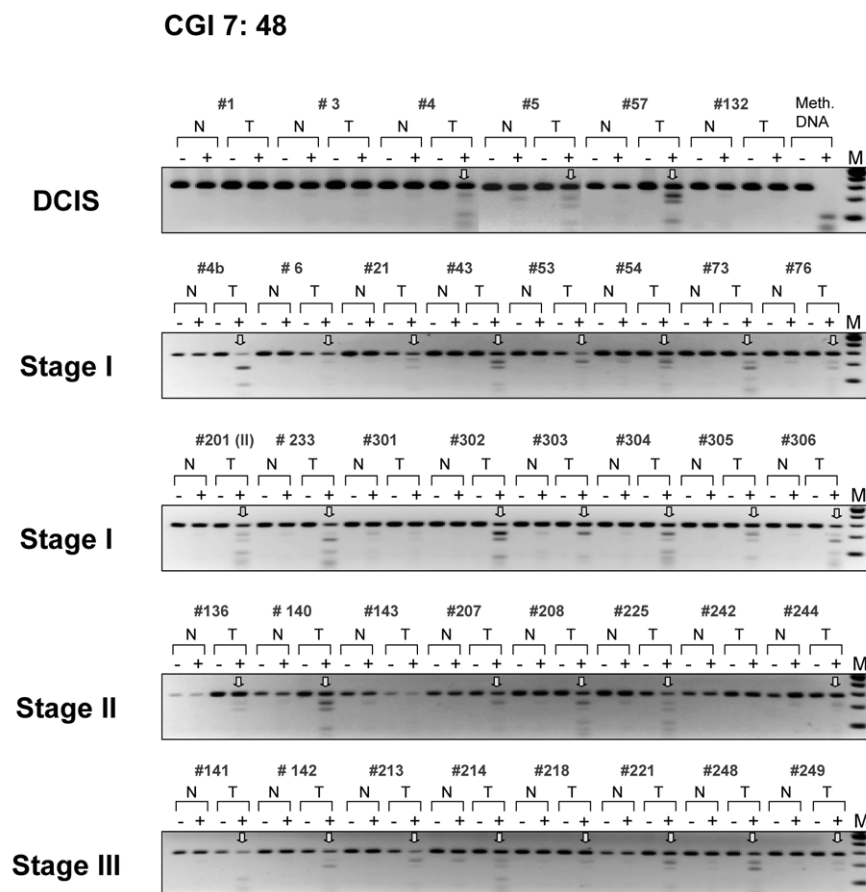 CGI 7: 48
#1 # 3 #4 #5 #57 #132 Meth. DNA
N T N T N T N T N T N T
- + - + - + - + - + - + - + - + - + - + - + - + - + M
DCIS
#4b # 6 #21 #43 #53 #54 #73 #76
N T N T N T N T N T N T N T N T
- + - + - + - + - + - + - + - + - + - + - + - + - + - + - + - + M
Stage I
#201 (II) # 233 #301 #302 #303 #304 #305 #306
N T N T N T N T N T N T N T N T
- + - + - + - + - + - + - + - + - + - + - + - + - + - + - + - + M
Stage I
#136 # 140 #143 #207 #208 #225 #242 #244
N T N T N T N T N T N T N T N T
- + - + - + - + - + - + - + - + - + - + - + - + - + - + - + - + M
Stage II
#141 # 142 #213 #214 #218 #221 #248 #249
N T N T N T N T N T N T N T N T
- + - + - + - + - + - + - + - + - + - + - + - + - + - + - + - + M
Stage III